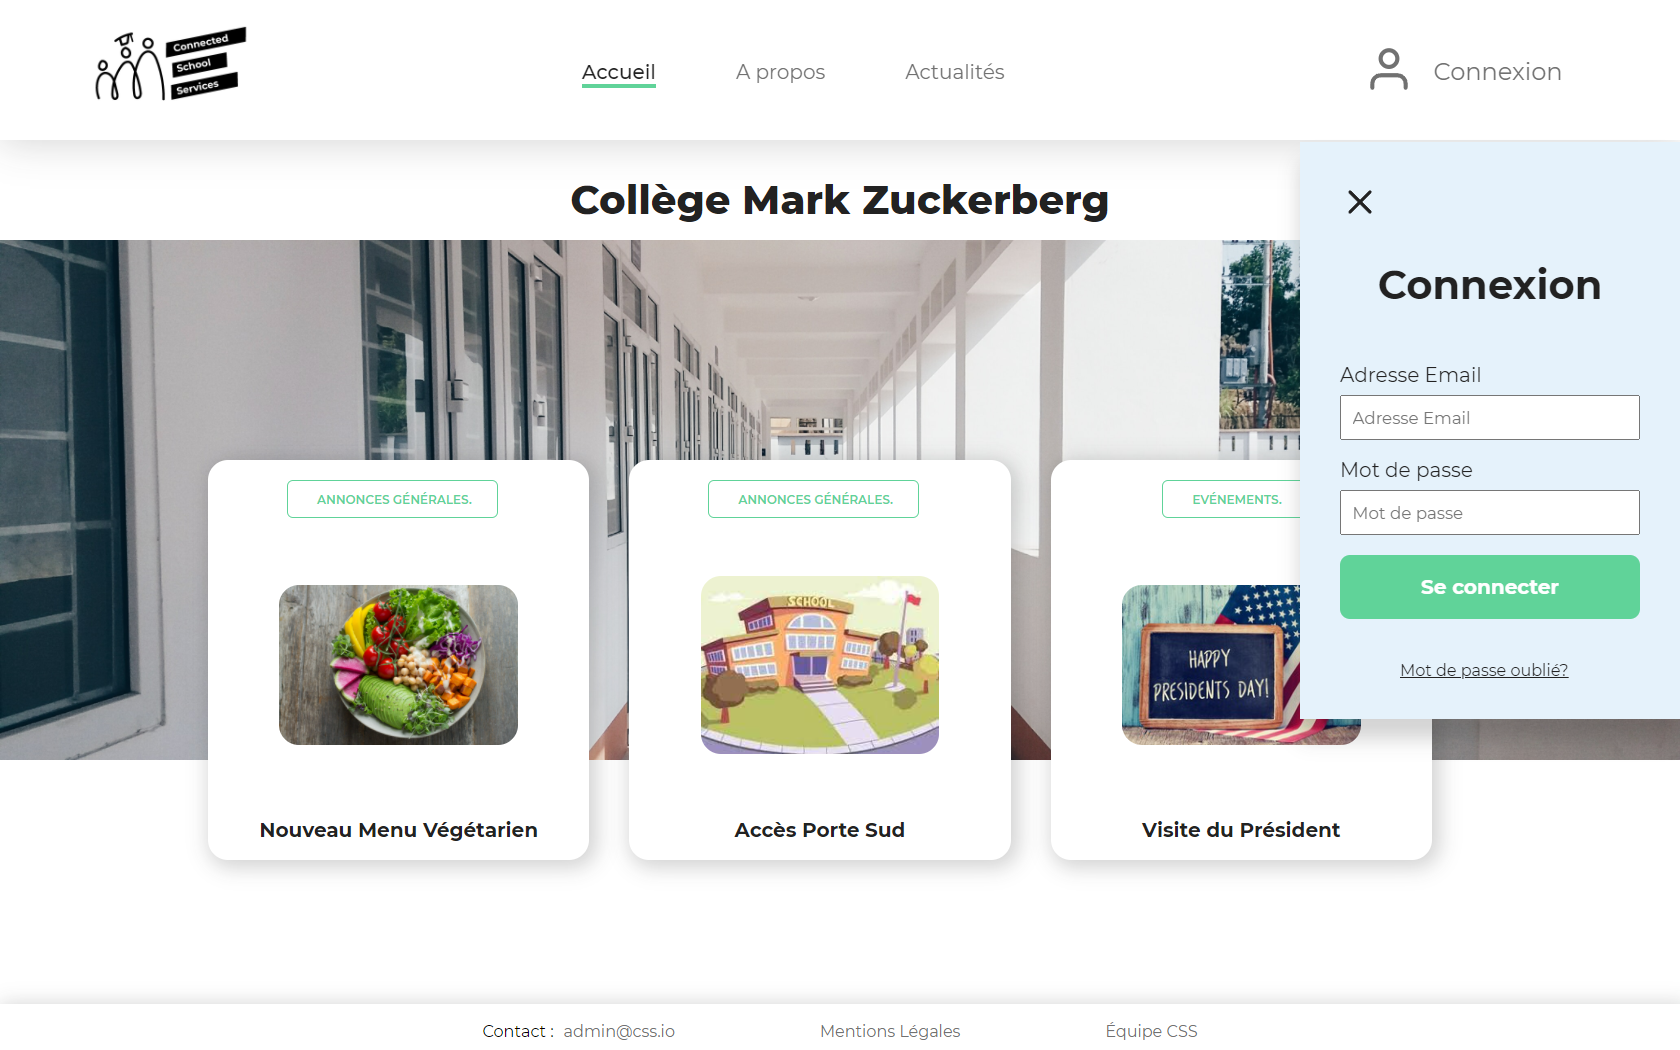 Connected
School
Services
Accueil
A propos
Actualités
Connexion
Collège Mark Zuckerberg
Connexion
Adresse Email
Adresse Email
Mot de passe
Mot de passe
Se connecter
Mot de passe oublié?
ANNONCES GÉNÉRALES.
ANNONCES GÉNÉRALES.
EVÉNEMENTS.
SCHOOL
HAPPY
PRESIDENTS DAY!
Nouveau Menu Végétarien
Accès Porte Sud
Visite du Président
Contact : admin@css.io
Mentions Légales
Équipe CSS